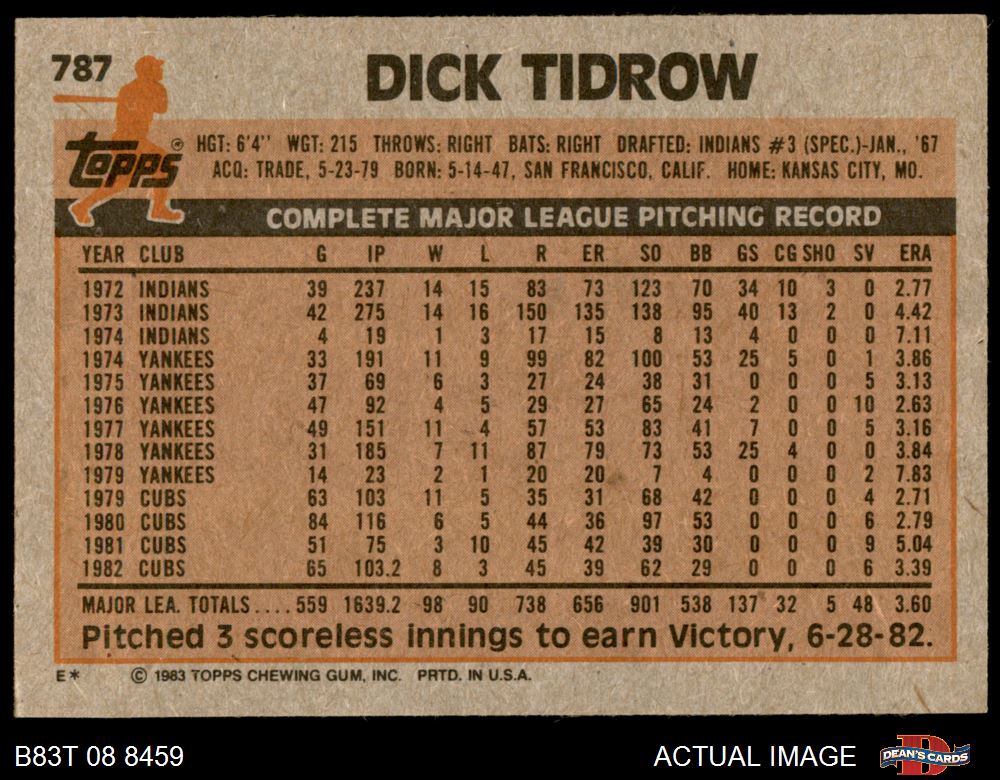 787
DICK TIDROW
topps®
HGT: 6'4" WGT: 215 THROWS: RIGHT BATS: RIGHT DRAFTED: INDIANS #3 (SPEC.)-JAN., '67
ACQ: TRADE, 5-23-79 BORN: 5-14-47, SAN FRANCISCO, CALIF. HOME: KANSAS CITY, MO.
COMPLETE MAJOR LEAGUE PITCHING RECORD
YEAR CLUB G IP W L R ER SO BB GS CG SHO SV ERA
1972 INDIANS 39 237 14 15 83 73 123 70 34 10 3 0 2.77
1973 INDIANS 42 275 14 16 150 135 138 95 40 13 2 0 4.42
1974 INDIANS 4 19 1 3 17 15 8 13 4 0 0 0 7.11
1974 YANKEES 33 191 11 9 99 82 100 53 25 5 0 1 3.86
1975 YANKEES 37 69 6 3 27 24 38 31 0 0 0 5 3.13
1976 YANKEES 47 92 4 5 29 27 65 24 2 0 0 10 2.63
1977 YANKEES 49 151 11 4 57 53 83 41 7 0 0 5 3.16
1978 YANKEES 31 185 7 11 87 79 73 53 25 4 0 0 3.84
1979 YANKEES 14 23 2 1 20 20 7 4 0 0 0 2 7.83
1979 CUBS 63 103 11 5 35 31 68 42 0 0 0 4 2.71
1980 CUBS 84 116 6 5 44 36 97 53 0 0 0 6 2.79
1981 CUBS 51 75 3 10 45 42 39 30 0 0 0 9 5.04
1982 CUBS 65 103.2 8 3 45 39 62 29 0 0 0 6 3.39
MAJOR LEA. TOTALS.... 559 1639.2 98 90 738 656 901 538 137 32 5 48 3.60
Pitched 3 scoreless innings to earn Victory, 6-28-82.
E* © 1983 TOPPS CHEWING GUM, INC. PRTD. IN U.S.A.
B83T 08 8459 ACTUAL IMAGE DEAN'S CARDS